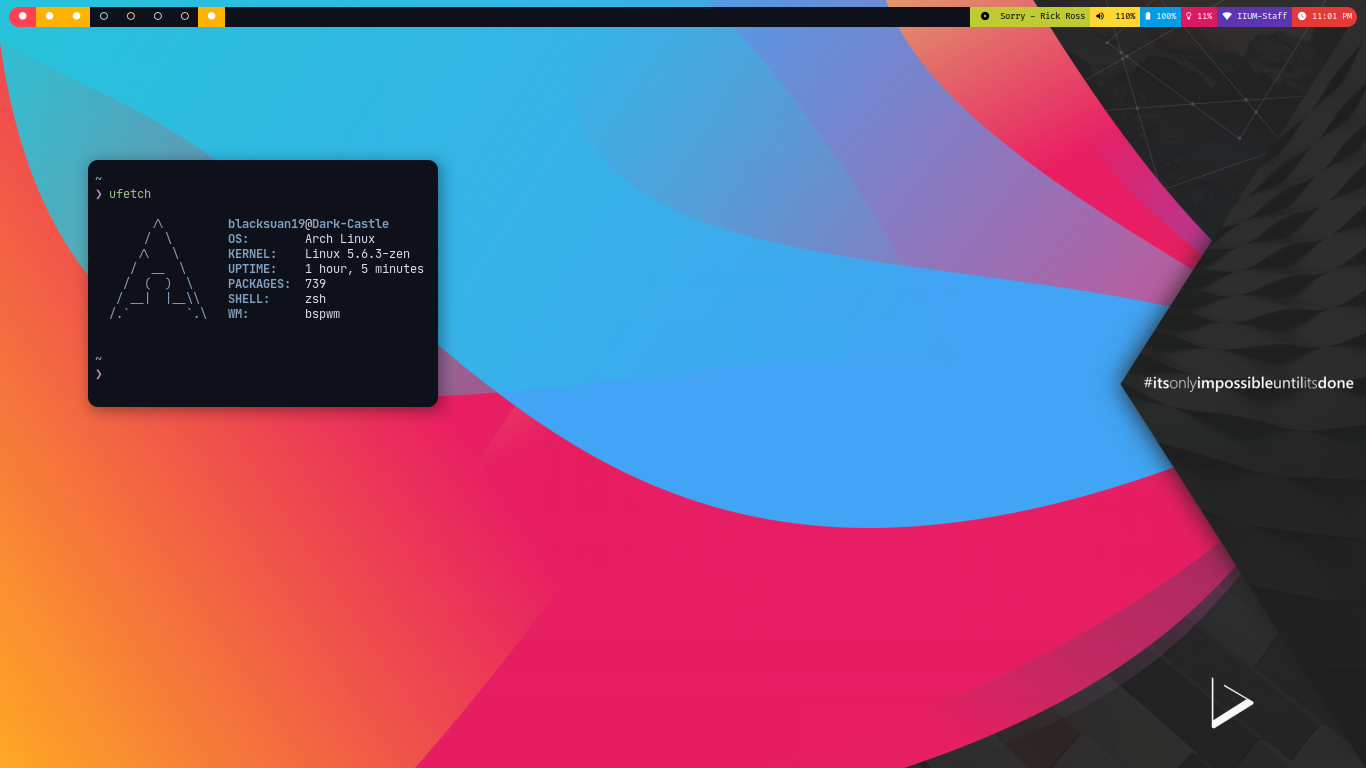 Sorry - Rick Ross 110% 100% 11% IIUM-Staff 11:01 PM
~
❯ ufetch
blacksuan19@Dark-Castle
OS: Arch Linux
KERNEL: Linux 5.6.3-zen
UPTIME: 1 hour, 5 minutes
PACKAGES: 739
SHELL: zsh
WM: bspwm
~
❯
#itsonlyimpossibleuntilitsdone